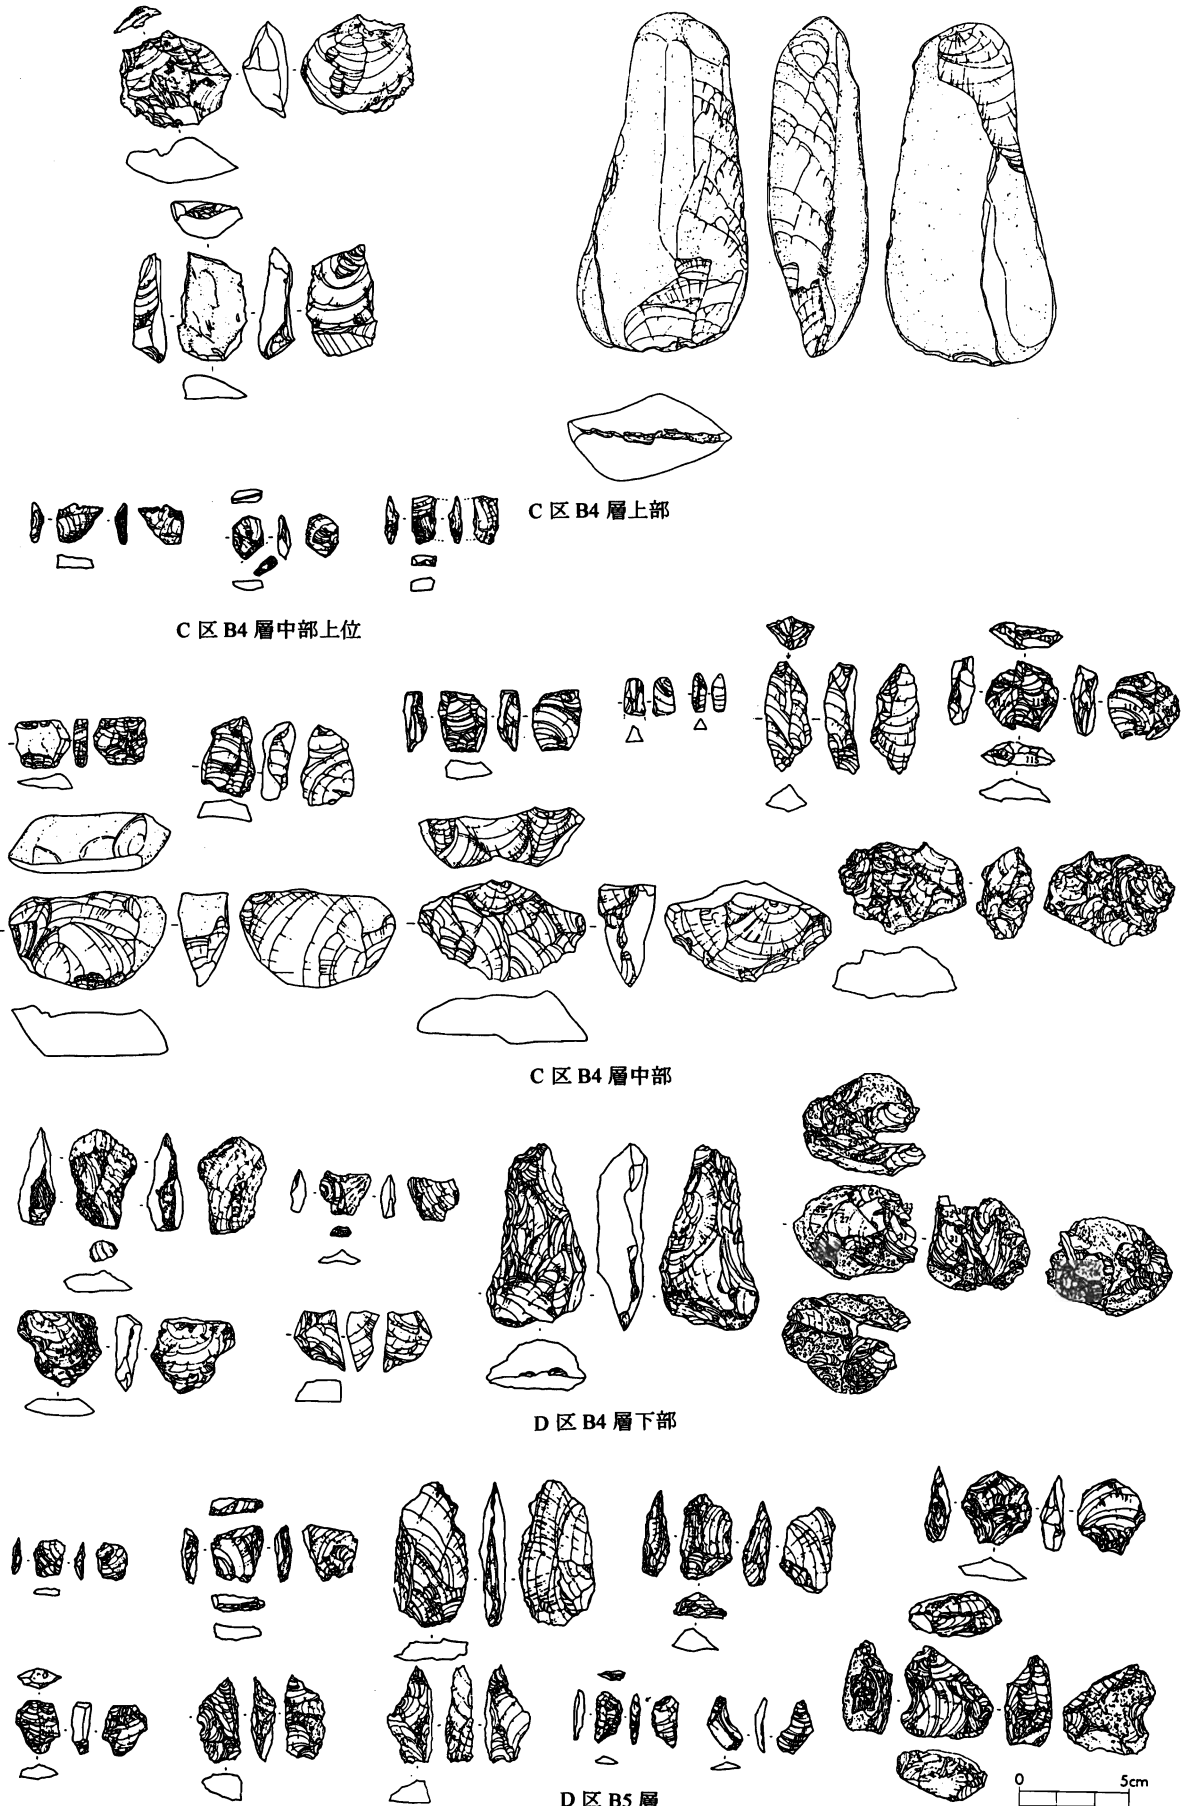 C 区 B4 層上部
C 区 B4 層中部上位
C 区 B4 層中部
D 区 B4 層下部
0 5cm
D 区 B5 層